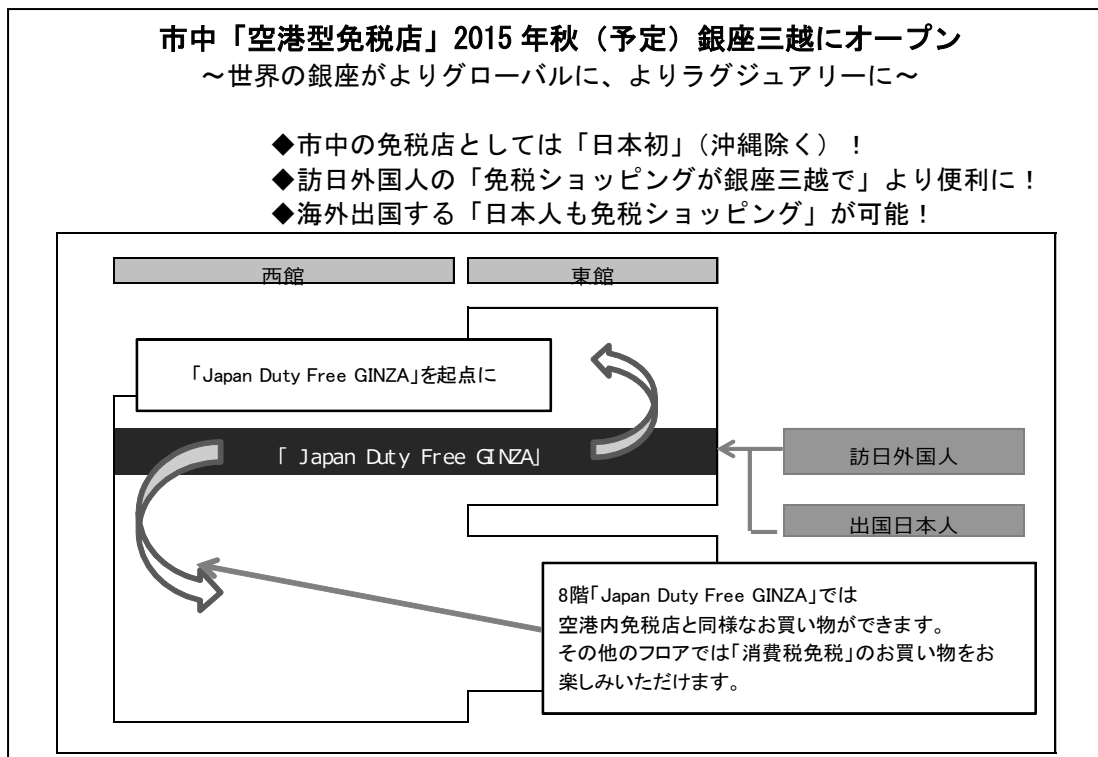 市中「空港型免税店」2015 年秋（予定）銀座三越にオープン
～世界の銀座がよりグローバルに、よりラグジュアリーに～
◆市中の免税店としては「日本初」（沖縄除く）！
◆訪日外国人の「免税ショッピングが銀座三越で」より便利に！
◆海外出国する「日本人も免税ショッピング」が可能！
西館
東館
「Japan Duty Free GINZA」を起点に
「 Japan Duty Free GINZA」
訪日外国人
出国日本人
8階「Japan Duty Free GINZA」では
空港内免税店と同様なお買い物ができます。
その他のフロアでは「消費税免税」のお買い物をお
楽しみいただけます。